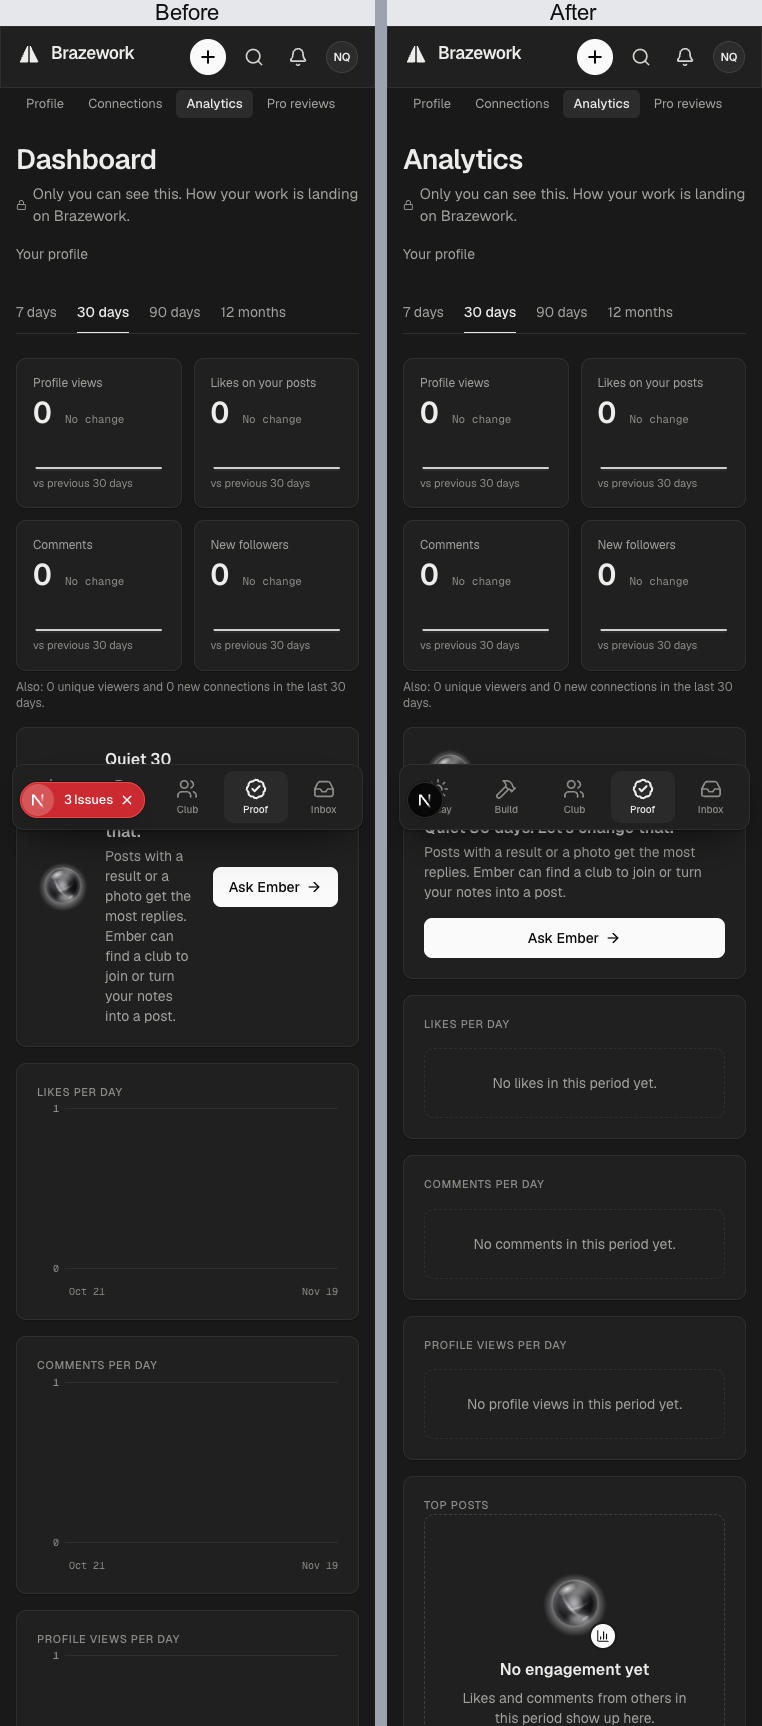 Before
Brazework
NQ
Profile Connections Analytics Pro reviews
Dashboard
Only you can see this. How your work is landing
on Brazework.
Your profile
7 days 30 days 90 days 12 months
Profile views
0 No change
vs previous 30 days
Likes on your posts
0 No change
vs previous 30 days
Comments
0 No change
vs previous 30 days
New followers
0 No change
vs previous 30 days
Also: 0 unique viewers and 0 new connections in the last 30
days.
Quiet 30
N 3 Issues
Club
Proof
Inbox
that.
Posts with a
result or a
photo get the
most replies.
Ember can
find a club to
join or turn
your notes
into a post.
Ask Ember
LIKES PER DAY
1
0
Oct 21 Nov 19
COMMENTS PER DAY
1
0
Oct 21 Nov 19
PROFILE VIEWS PER DAY
1
After
Brazework
NQ
Profile Connections Analytics Pro reviews
Analytics
Only you can see this. How your work is landing
on Brazework.
Your profile
7 days 30 days 90 days 12 months
Profile views
0 No change
vs previous 30 days
Likes on your posts
0 No change
vs previous 30 days
Comments
0 No change
vs previous 30 days
New followers
0 No change
vs previous 30 days
Also: 0 unique viewers and 0 new connections in the last 30
days.
N
Build
Club
Proof
Inbox
Quiet 30 days. Let's change that.
Posts with a result or a photo get the most
replies. Ember can find a club to join or turn
your notes into a post.
Ask Ember
LIKES PER DAY
No likes in this period yet.
COMMENTS PER DAY
No comments in this period yet.
PROFILE VIEWS PER DAY
No profile views in this period yet.
TOP POSTS
No engagement yet
Likes and comments from others in
this period show up here.